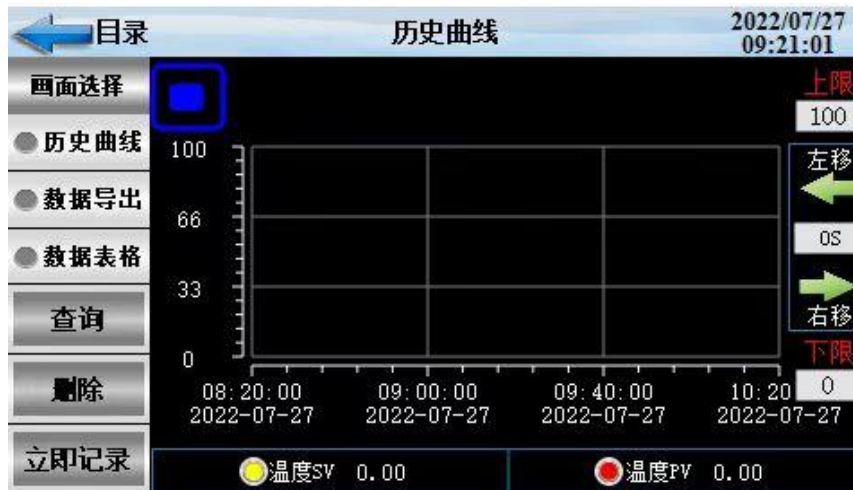 目录
历史曲线
2022/07/27
09:21:01
画面选择
历史曲线
数据导出
数据表格
查询
删除
立即记录
上限
100
左移
0S
右移
下限
0
100
66
33
0
08:20:00 09:00:00 09:40:00 10:20
2022-07-27 2022-07-27 2022-07-27 2022-07-27
温度SV 0.00 温度PV 0.00